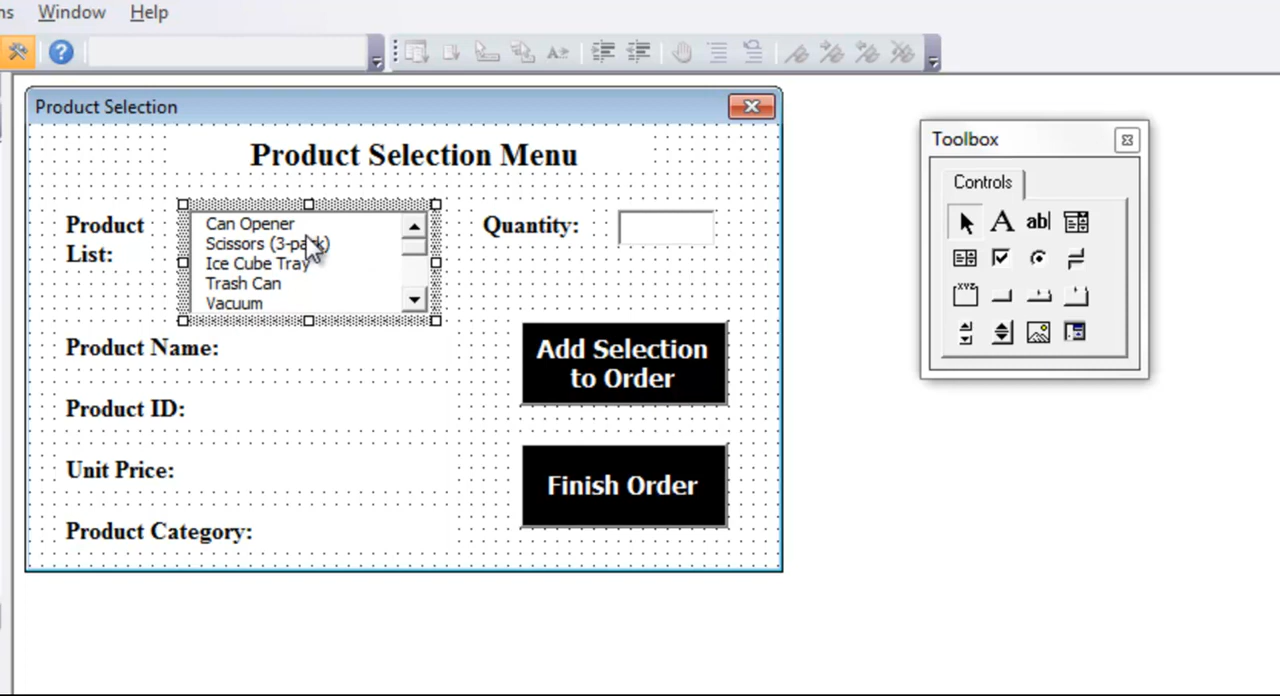 ns Window Help
Product Selection
Product Selection Menu
Product List:
Can Opener
Scissors (3-pack)
Ice Cube Tray
Trash Can
Vacuum
Quantity:
Product Name:
Add Selection
to Order
Product ID:
Unit Price:
Finish Order
Product Category:
Toolbox
Controls
A
ab|
XYZ